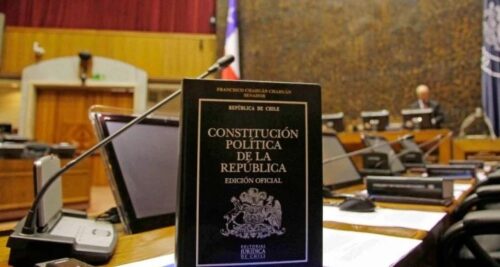 FRANCISCO CHAHUÁN CHAHUÁN
SENADOR
REPÚBLICA DE CHILE
CONSTITUCIÓN
POLÍTICA
DE LA
REPÚBLICA
EDICIÓN OFICIAL
EDITORIAL
JURÍDICA
DE CHILE